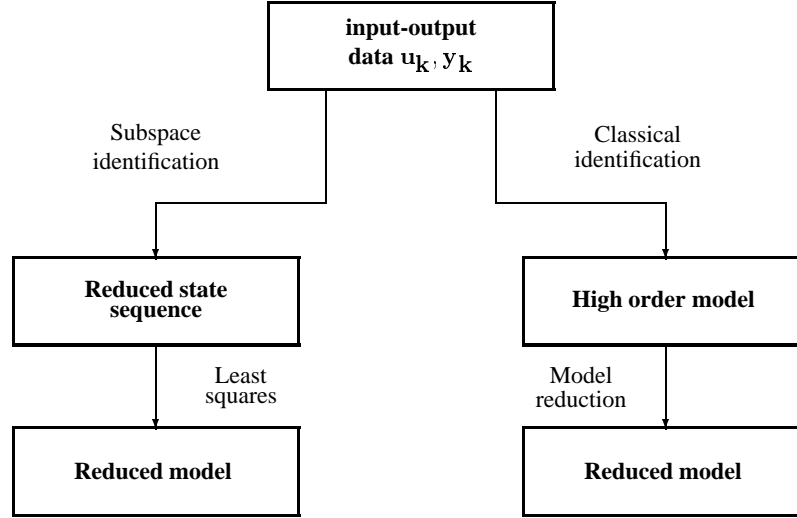 input-output
data u_k, y_k
Subspace
identification
Classical
identification
Reduced state
sequence
High order model
Least
squares
Model
reduction
Reduced model
Reduced model